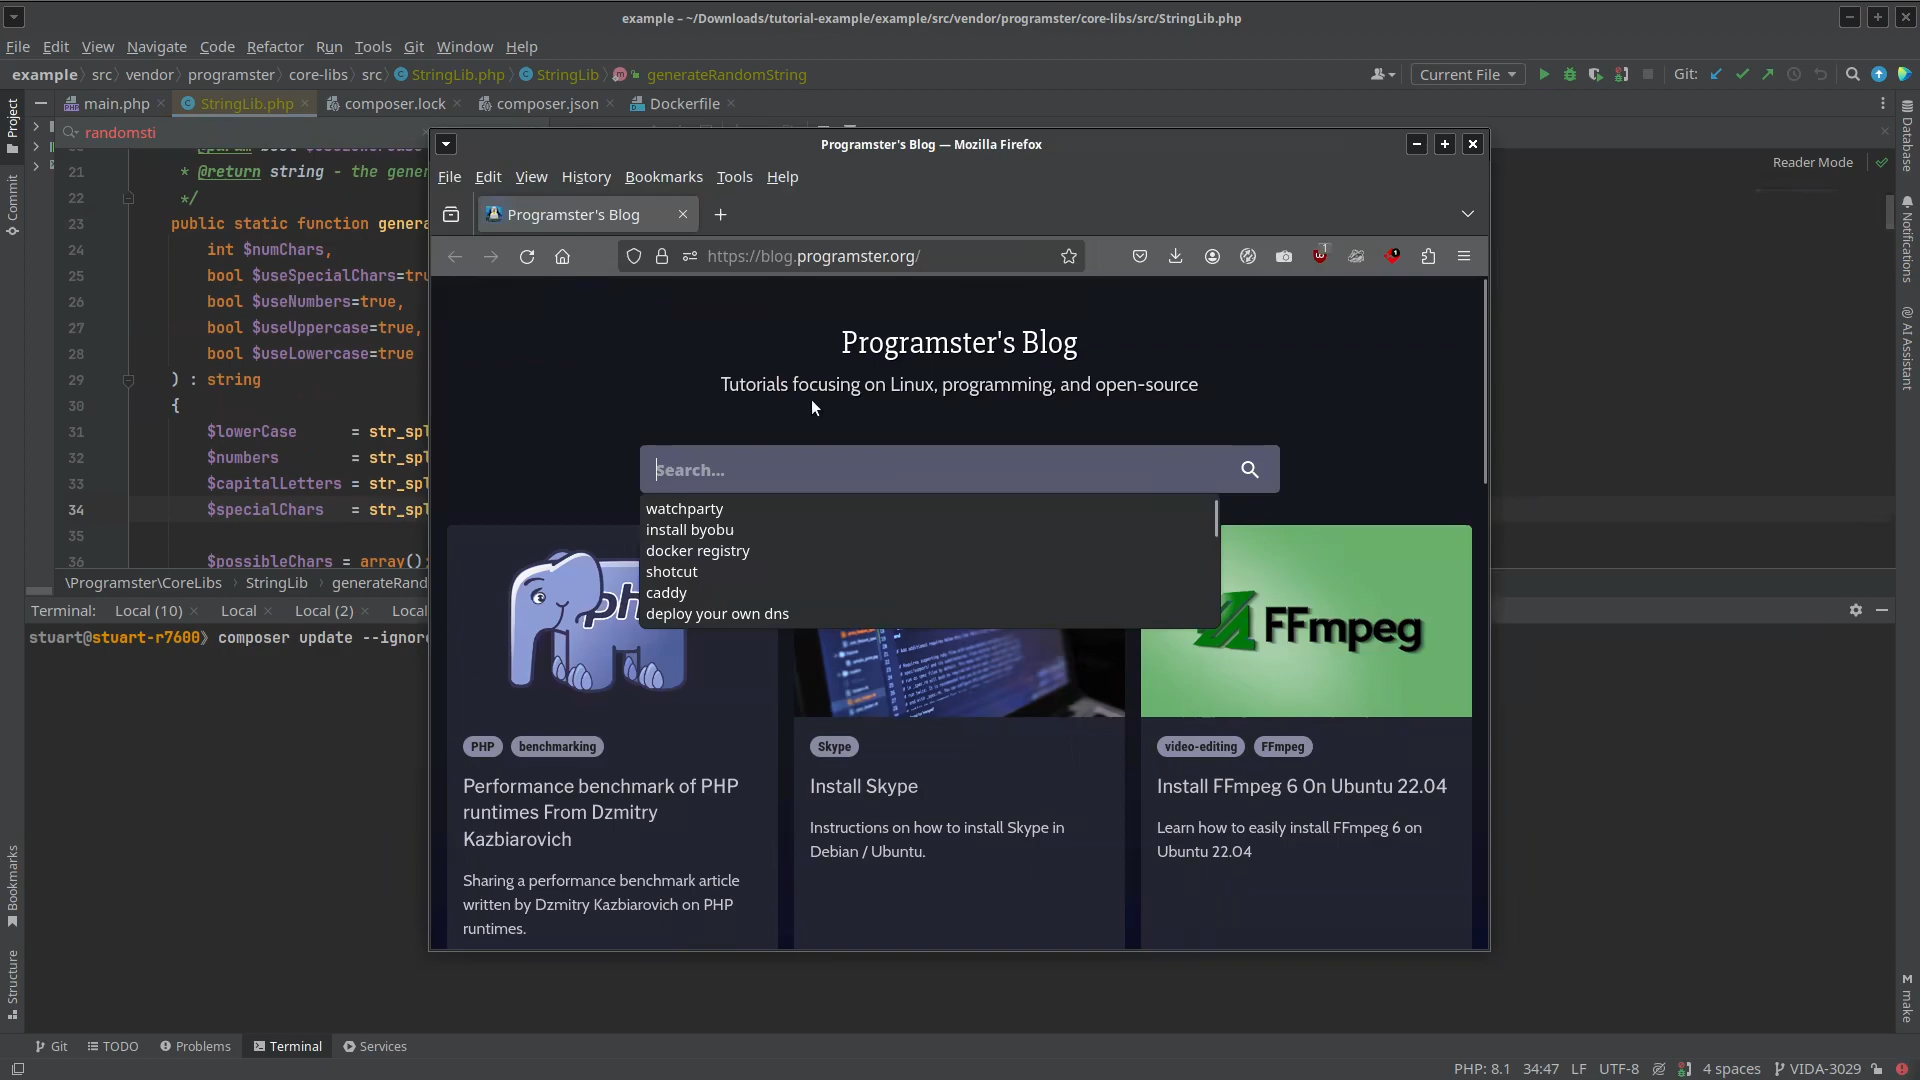 example – ~/Downloads/tutorial-example/example/src/vendor/programster/core-libs/src/StringLib.php
File Edit View Navigate Code Refactor Run Tools Git Window Help
example src vendor programster core-libs src StringLib.php StringLib generateRandomString
Current File Git:
main.php StringLib.php composer.lock composer.json Dockerfile
randomsti
Reader Mode
21 * @return string - the gener
22 */
23 public static function genera
24 int $numChars,
25 bool $useSpecialChars=tru
26 bool $useNumbers=true,
27 bool $useUppercase=true,
28 bool $useLowercase=true
29 ) : string
30 {
31 $lowerCase = str_spl
32 $numbers = str_spl
33 $capitalLetters = str_spl
34 $specialChars = str_spl
35
36 $possibleChars = array();
\Programster\CoreLibs StringLib generateRand
Terminal: Local (10) Local Local (2) Local
stuart@stuart-r7600⟩ composer update --ignore
Project
Commit
Bookmarks
Structure
Database
Notifications
AI Assistant
make
Programster's Blog — Mozilla Firefox
File Edit View History Bookmarks Tools Help
Programster's Blog
https://blog.programster.org/
1
Programster's Blog
Tutorials focusing on Linux, programming, and open-source
Search...
watchparty
install byobu
docker registry
shotcut
caddy
deploy your own dns
FFmpeg
PHP benchmarking
Performance benchmark of PHP
runtimes From Dzmitry
Kazbiarovich
Sharing a performance benchmark article
written by Dzmitry Kazbiarovich on PHP
runtimes.
Skype
Install Skype
Instructions on how to install Skype in
Debian / Ubuntu.
video-editing FFmpeg
Install FFmpeg 6 On Ubuntu 22.04
Learn how to easily install FFmpeg 6 on
Ubuntu 22.04
Git TODO Problems Terminal Services
PHP: 8.1 34:47 LF UTF-8 4 spaces VIDA-3029